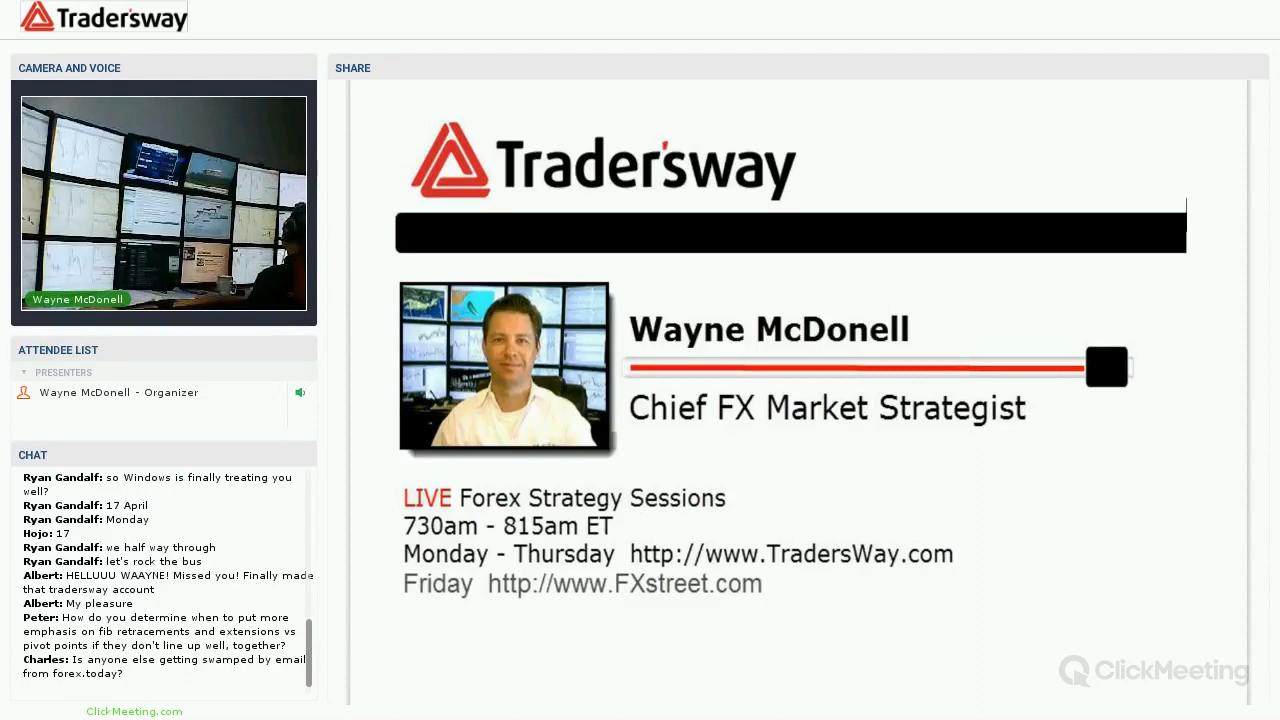 Trader'sway
CAMERA AND VOICE
SHARE
Wayne McDonell
ATTENDEE LIST
PRESENTERS
Wayne McDonell - Organizer
CHAT
Ryan Gandalf: so Windows is finally treating you
well?
Ryan Gandalf: 17 April
Ryan Gandalf: Monday
Hojo: 17
Ryan Gandalf: we half way through
Ryan Gandalf: let's rock the bus
Albert: HELLUUU WAAYNE! Missed you! Finally made
that tradersway account
Albert: My pleasure
Peter: How do you determine when to put more
emphasis on fib retracements and extensions vs
pivot points if they don't line up well, together?
Charles: Is anyone else getting swamped by email
from forex.today?
ClickMeeting.com
Trader'sway
Wayne McDonell
Chief FX Market Strategist
LIVE Forex Strategy Sessions
730am - 815am ET
Monday - Thursday http://www.TradersWay.com
Friday http://www.FXstreet.com
ClickMeeting